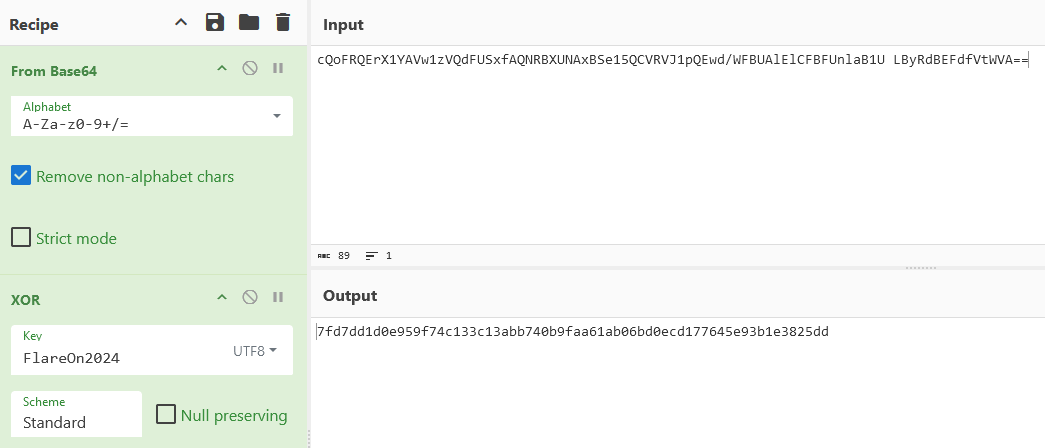 Recipe
From Base64
Alphabet
A-Za-z0-9+/=
Remove non-alphabet chars
Strict mode
XOR
Key
FlareOn2024
UTF8
Scheme
Standard
Null preserving
Input
cQoFRQErX1YAVw1zVQdFUSxfAQNRBXUNAxBSe15QCVRVJ1pQEwd/WFBUAlElCFBFUnlaB1U LByRdBEFdfVtWVA==
ABC 89 1
Output
7fd7dd1d0e959f74c133c13abb740b9faa61ab06bd0ecd177645e93b1e3825dd